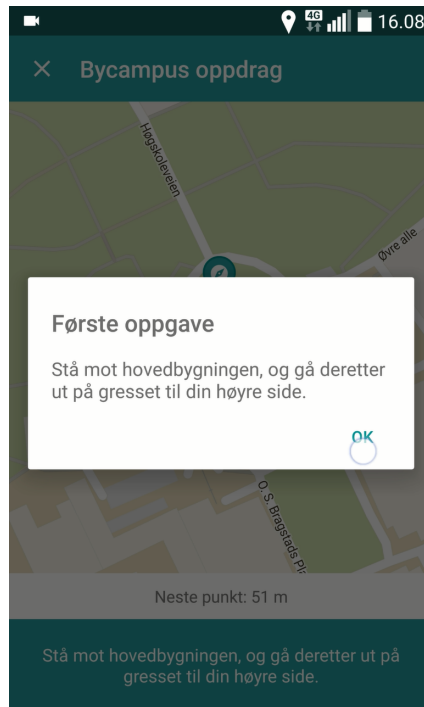 4G 16.08
Bycampus oppdrag
Høgskoleveien
Øvre alle
Første oppgave
Stå mot hovedbygningen, og gå deretter
ut på gresset til din høyre side.
OK
O. S. Bragstads Pl
Neste punkt: 51 m
Stå mot hovedbygningen, og gå deretter ut på
gresset til din høyre side.